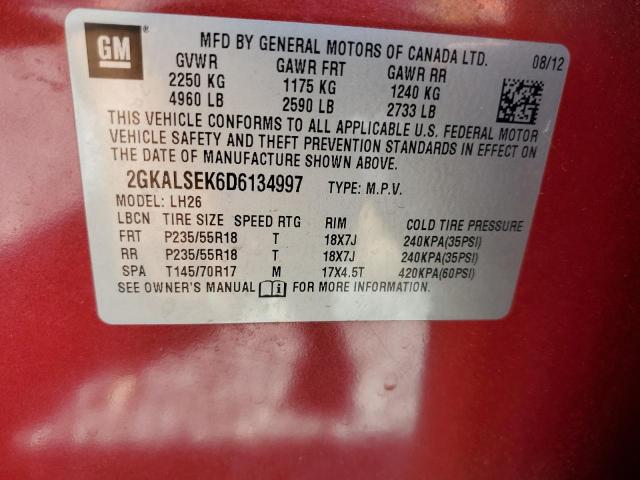 GM
MFD BY GENERAL MOTORS OF CANADA LTD. 08/12
GVWR GAWR FRT GAWR RR
2250 KG 1175 KG 1240 KG
4960 LB 2590 LB 2733 LB
THIS VEHICLE CONFORMS TO ALL APPLICABLE U.S. FEDERAL MOTOR
VEHICLE SAFETY AND THEFT PREVENTION STANDARDS IN EFFECT ON
THE DATE OF MANUFACTURE SHOWN ABOVE.
2GKALSEK6D6134997 TYPE: M.P.V.
MODEL: LH26
LBCN TIRE SIZE SPEED RTG RIM COLD TIRE PRESSURE
FRT P235/55R18 T 18X7J 240KPA(35PSI)
RR P235/55R18 T 18X7J 240KPA(35PSI)
SPA T145/70R17 M 17X4.5T 420KPA(60PSI)
SEE OWNER'S MANUAL FOR MORE INFORMATION.